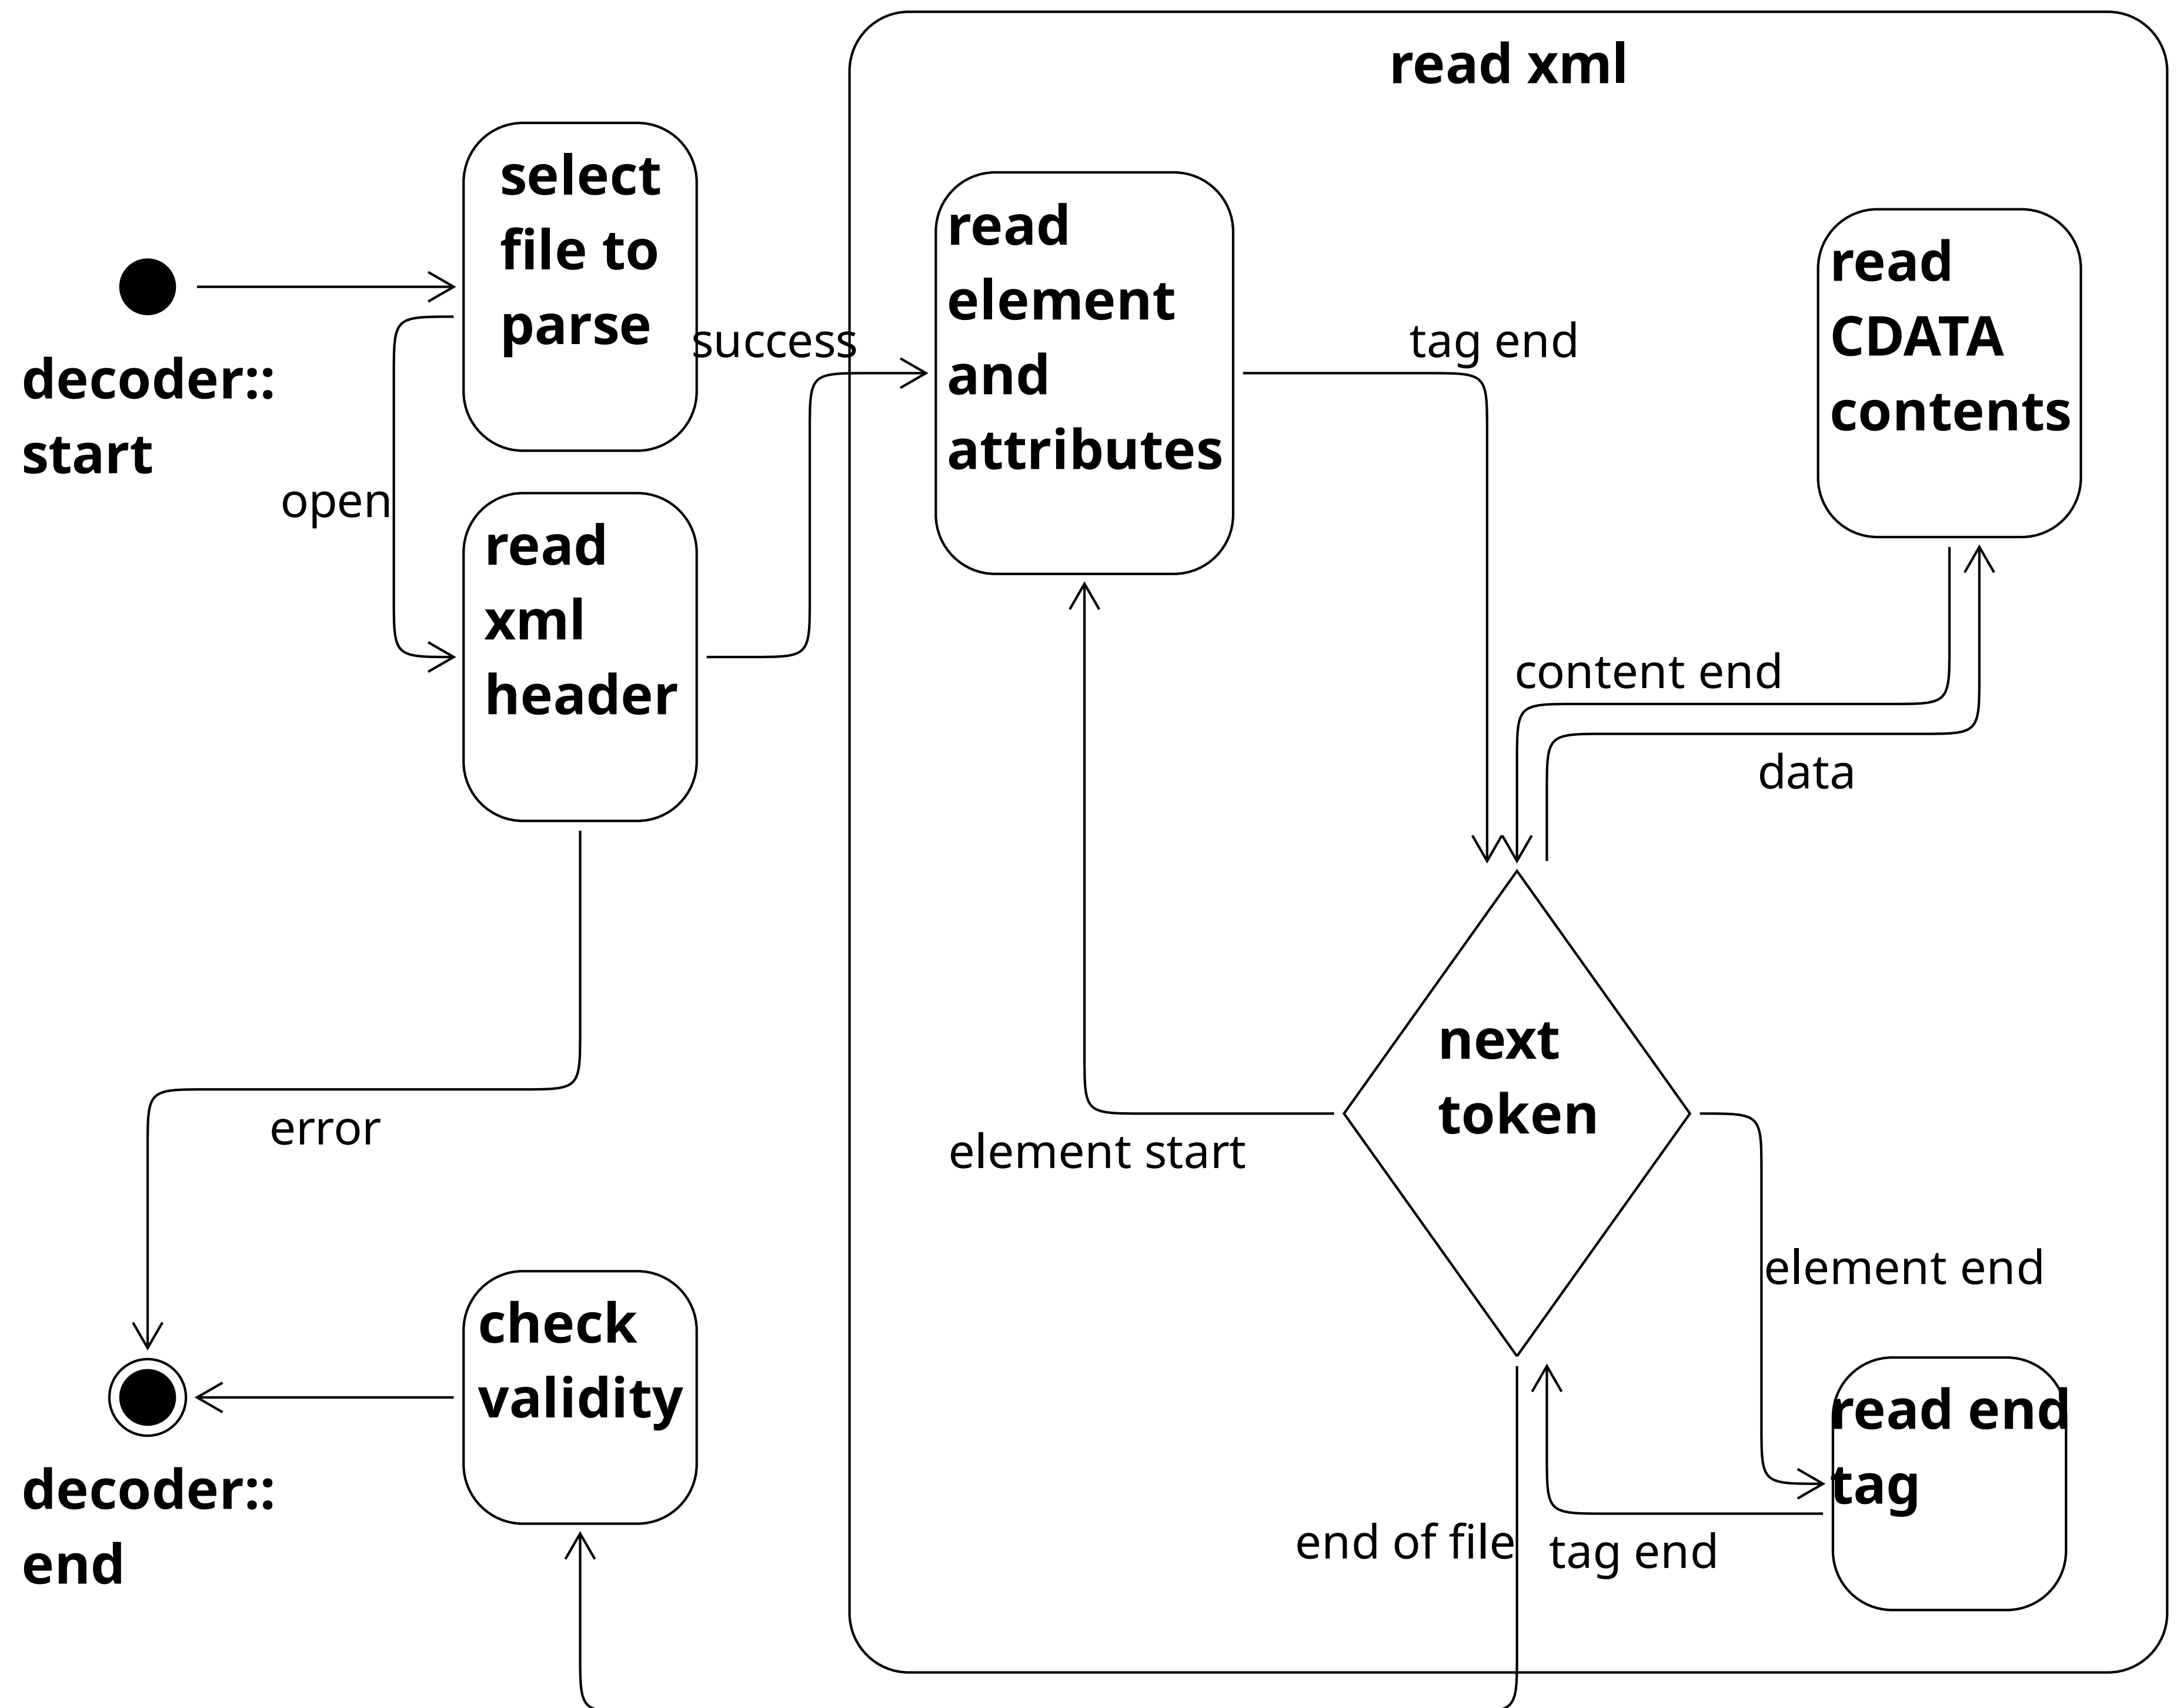 read xml
select
file to
parse
decoder::
start
open
read
xml
header
success
read
element
and
attributes
tag end
read
CDATA
contents
content end
data
next
token
element start
element end
error
check
validity
decoder::
end
end of file
tag end
read end
tag